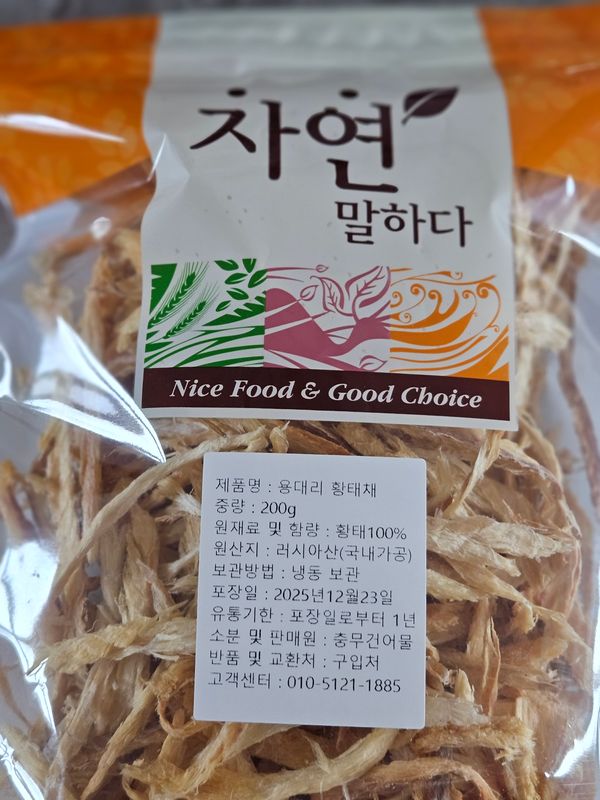 자연
말하다
Nice Food & Good Choice
제품명 : 용대리 황태채
중량 : 200g
원재료 및 함량 : 황태100%
원산지 : 러시아산(국내가공)
보관방법 : 냉동 보관
포장일 : 2025년12월23일
유통기한 : 포장일로부터 1년
소분 및 판매원 : 충무건어물
반품 및 교환처 : 구입처
고객센터 : 010-5121-1885